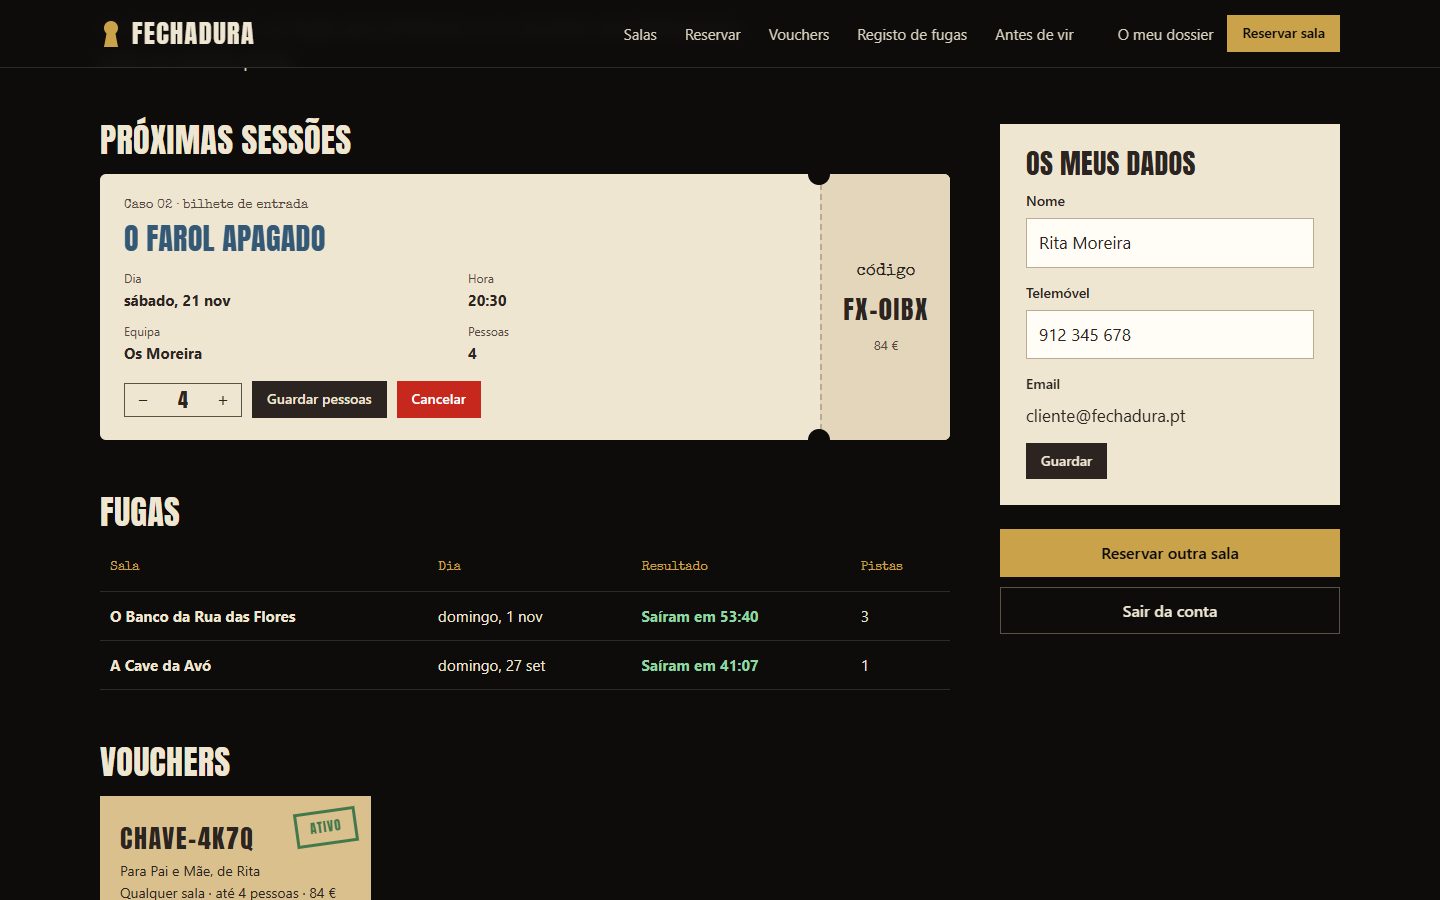 FECHADURA
Salas Reservar Vouchers Registo de fugas Antes de vir O meu dossier Reservar sala
PRÓXIMAS SESSÕES
Caso 02 · bilhete de entrada
O FAROL APAGADO
Dia Hora
sábado, 21 nov 20:30
Equipa Pessoas
Os Moreira 4
− 4 + Guardar pessoas Cancelar
código
FX-OIBX
84 €
OS MEUS DADOS
Nome
Rita Moreira
Telemóvel
912 345 678
Email
cliente@fechadura.pt
Guardar
Reservar outra sala
Sair da conta
FUGAS
Sala Dia Resultado Pistas
O Banco da Rua das Flores domingo, 1 nov Saíram em 53:40 3
A Cave da Avó domingo, 27 set Saíram em 41:07 1
VOUCHERS
CHAVE-4K7Q
ATIVO
Para Pai e Mãe, de Rita
Qualquer sala · até 4 pessoas · 84 €